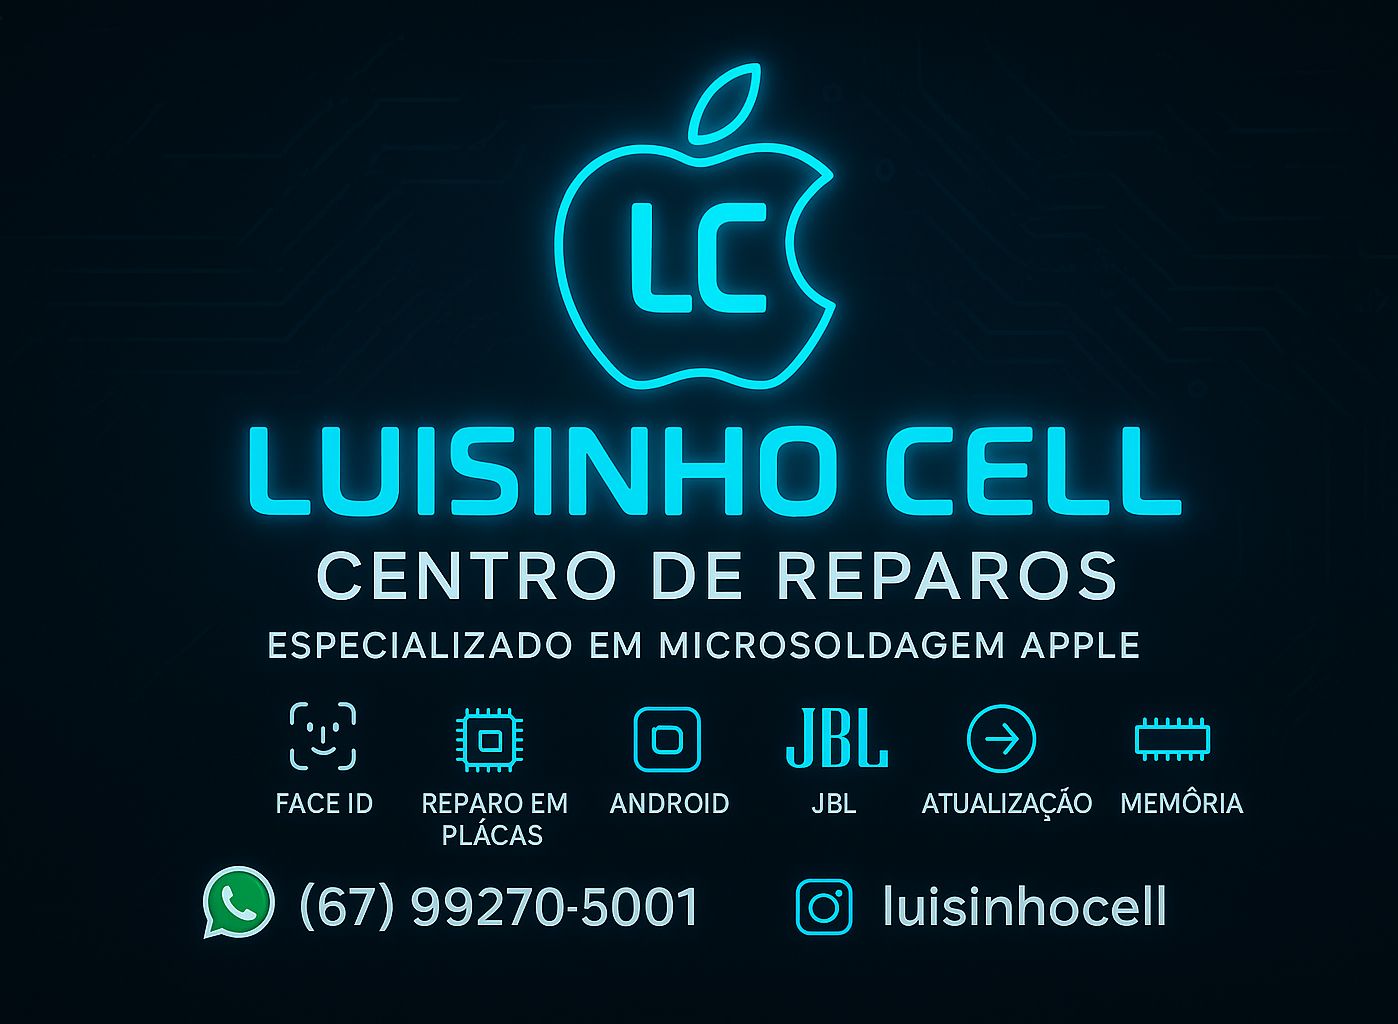 LC
LUISINHO CELL
CENTRO DE REPAROS
ESPECIALIZADO EM MICROSOLDAGEM APPLE
JBL
FACE ID
REPARO EM
PLÁCAS
ANDROID
JBL
ATUALIZAÇÃO
MEMÔRIA
(67) 99270-5001
luisinhocell